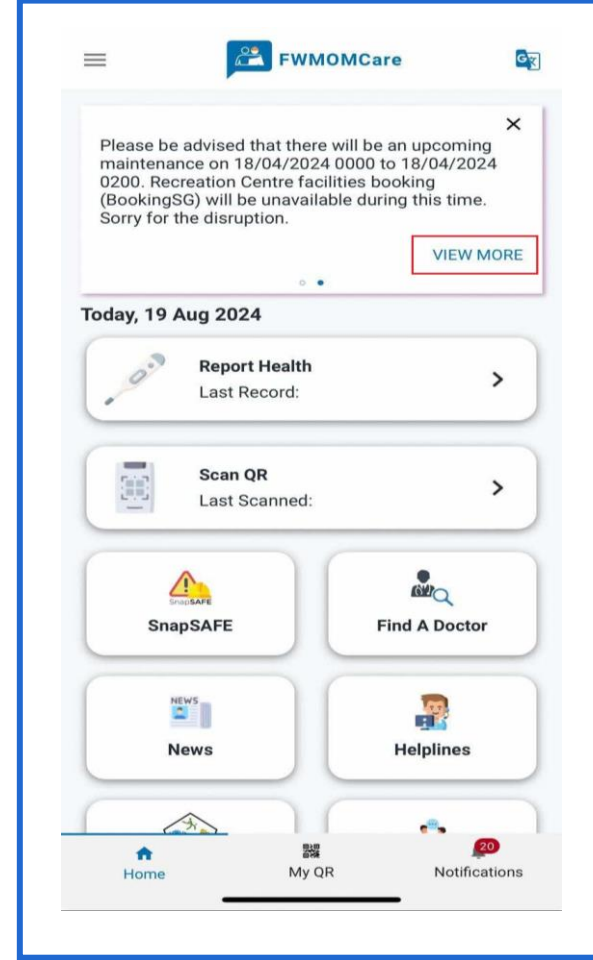 FWMOMCare
Please be advised that there will be an upcoming
maintenance on 18/04/2024 0000 to 18/04/2024
0200. Recreation Centre facilities booking
(BookingSG) will be unavailable during this time.
Sorry for the disruption.
VIEW MORE
Today, 19 Aug 2024
Report Health
Last Record:
Scan QR
Last Scanned:
SnapSAFE
SnapSAFE
Find A Doctor
NEWS
News
Helplines
20
Home
My QR
Notifications